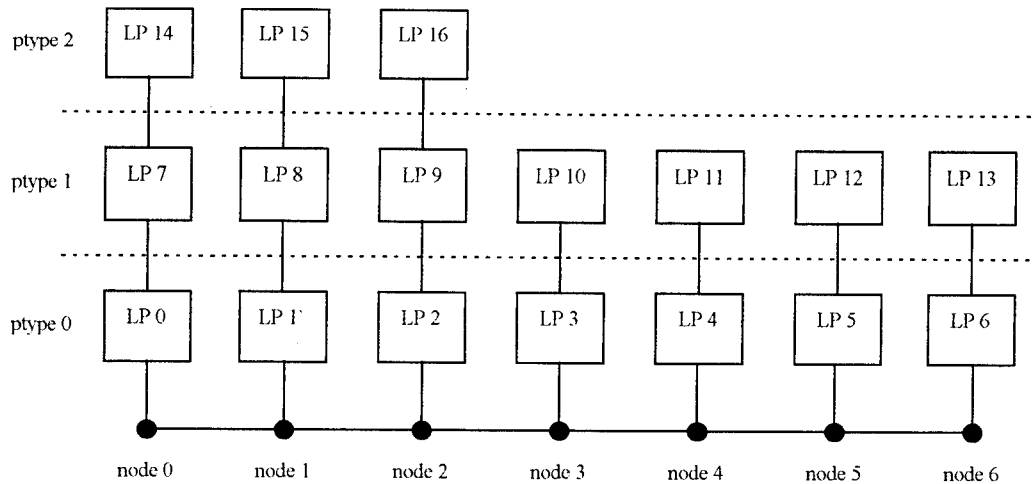 ptype 2 LP 14 LP 15 LP 16
ptype 1 LP 7 LP 8 LP 9 LP 10 LP 11 LP 12 LP 13
ptype 0 LP 0 LP 1 LP 2 LP 3 LP 4 LP 5 LP 6
node 0 node 1 node 2 node 3 node 4 node 5 node 6